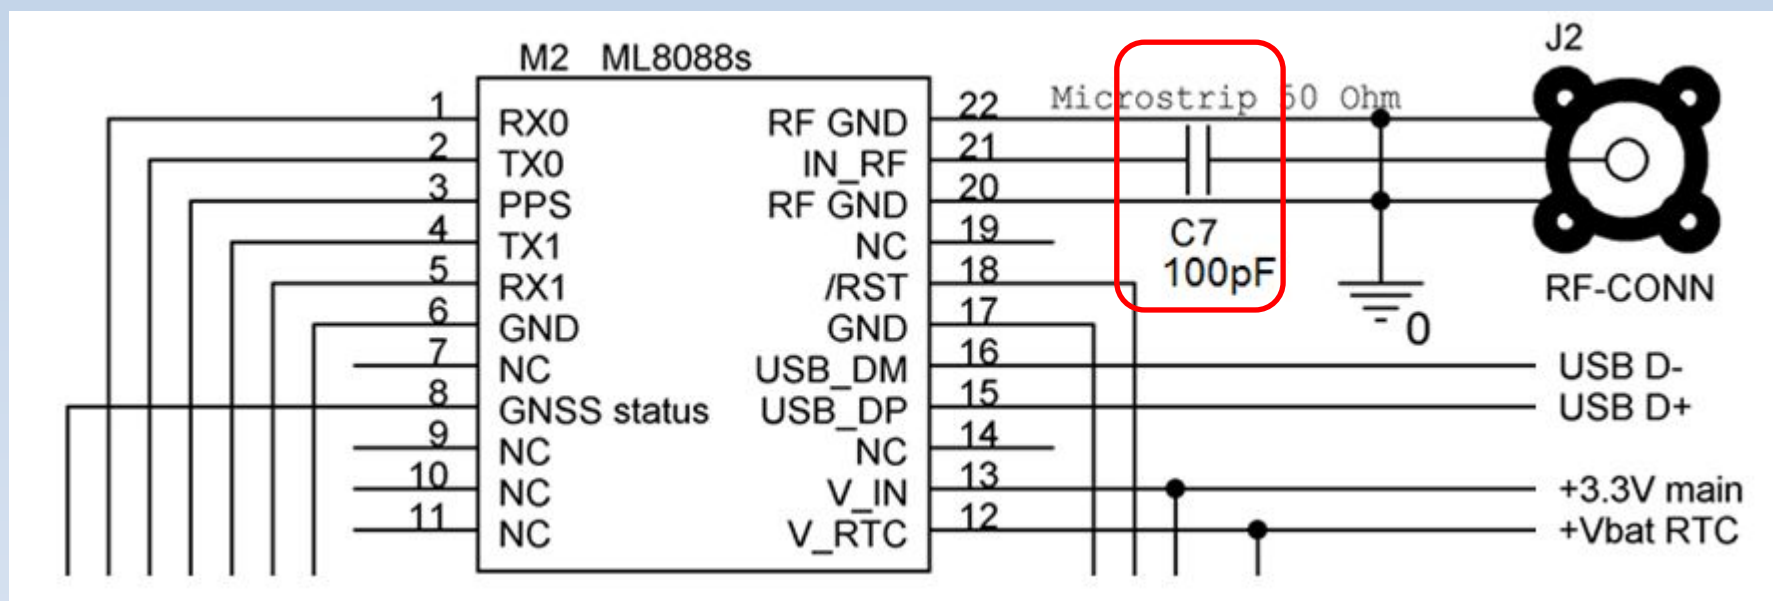 M2 ML8088s
J2
Microstrip 50 Ohm
1 RX0 RF GND 22
2 TX0 IN_RF 21
3 PPS RF GND 20
4 TX1 NC 19
5 RX1 /RST 18
6 GND GND 17
7 NC USB_DM 16
8 GNSS status USB_DP 15
9 NC NC 14
10 NC V_IN 13
11 NC V_RTC 12
C7
100pF
0
RF-CONN
USB D-
USB D+
+3.3V main
+Vbat RTC